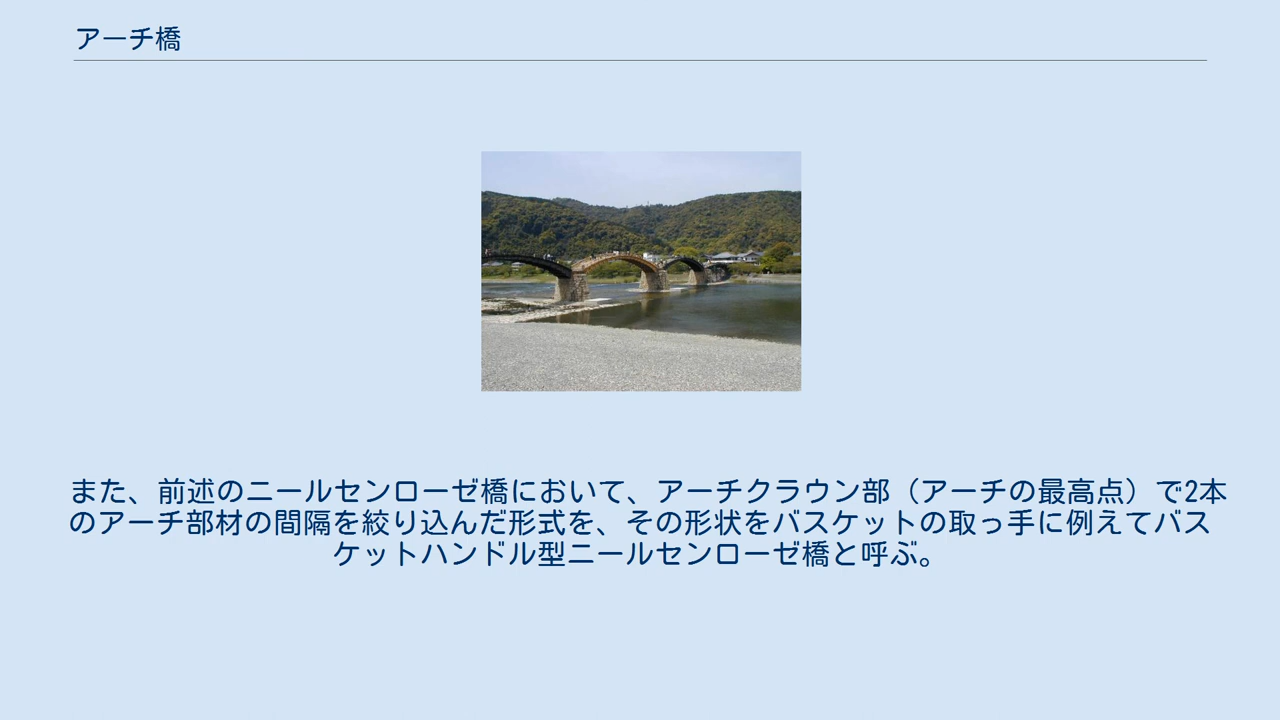 アーチ橋
また、前述のニールセンローゼ橋において、アーチクラウン部（アーチの最高点）で2本
のアーチ部材の間隔を絞り込んだ形式を、その形状をバスケットの取っ手に例えてバス
ケットハンドル型ニールセンローゼ橋と呼ぶ。